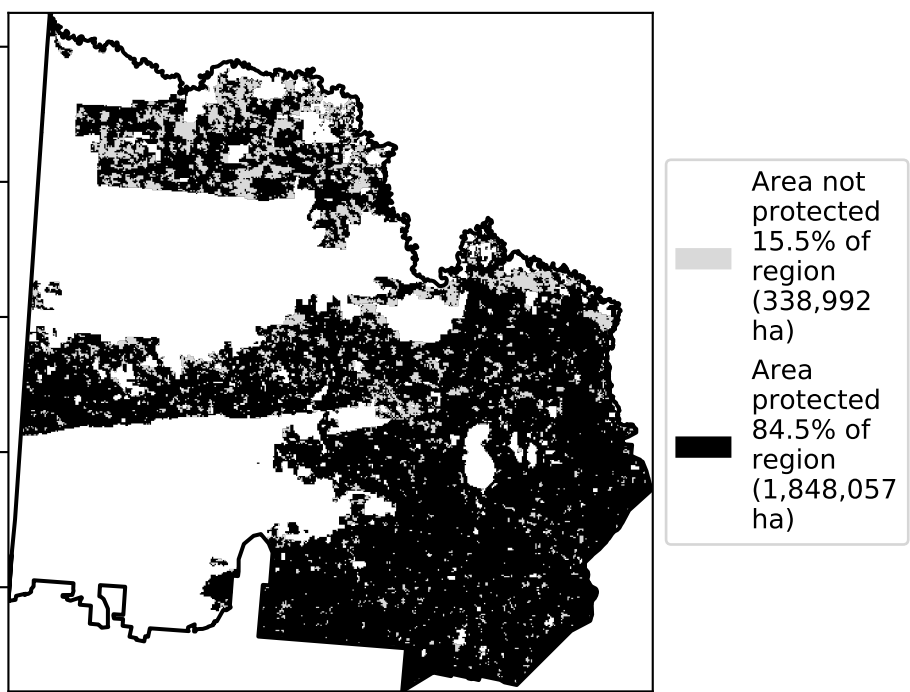 Area not
protected
15.5% of
region
(338,992
ha)
Area
protected
84.5% of
region
(1,848,057
ha)